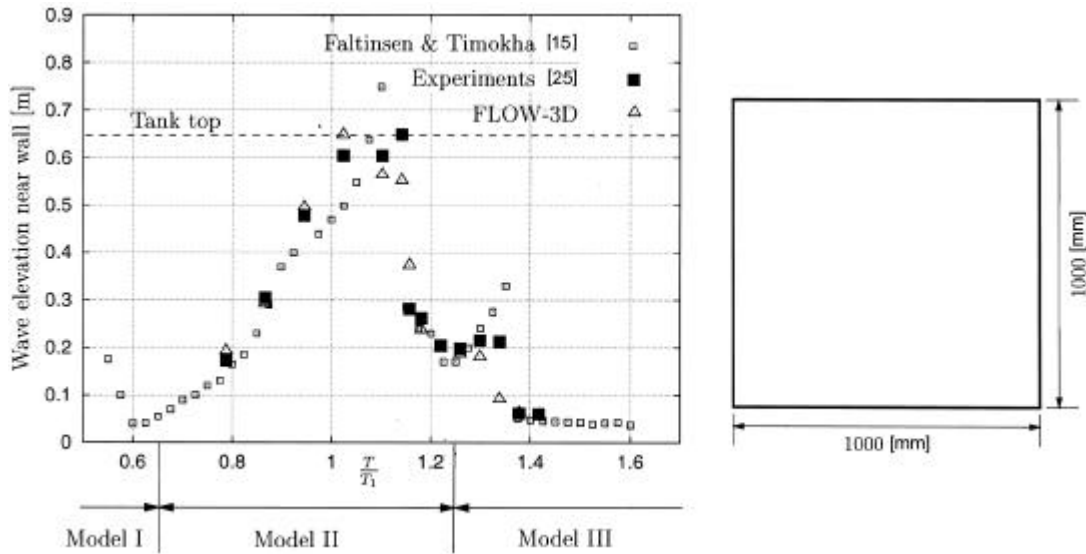 Wave elevation near wall [m]
0.9
0.8
0.7
0.6
0.5
0.4
0.3
0.2
0.1
0
Faltinsen & Timokha [15]
Experiments [25]
FLOW-3D
Tank top
0.6 0.8 1 T/T1 1.2 1.4 1.6
Model I Model II Model III
1000 [mm]
1000 [mm]